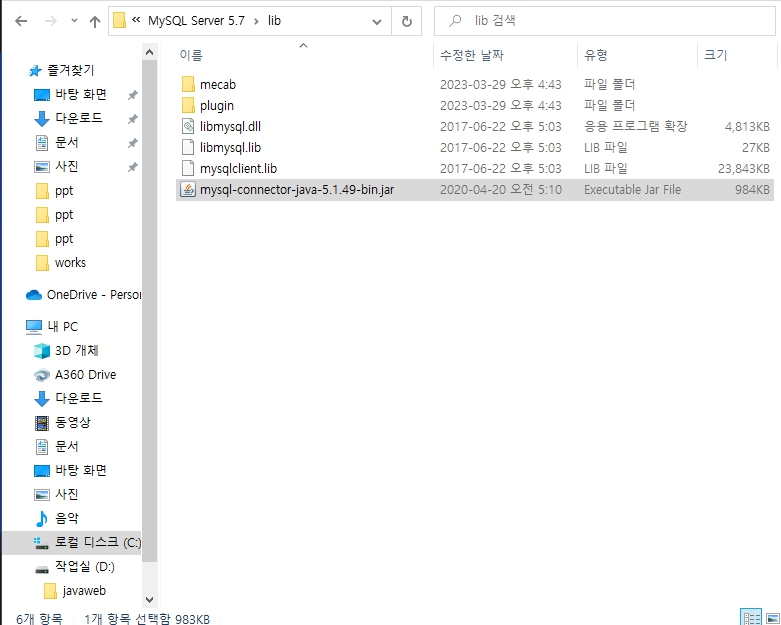 « MySQL Server 5.7 › lib
lib 검색
이름 수정한 날짜 유형 크기
mecab 2023-03-29 오후 4:43 파일 폴더
plugin 2023-03-29 오후 4:43 파일 폴더
libmysql.dll 2017-06-22 오후 5:03 응용 프로그램 확장 4,813KB
libmysql.lib 2017-06-22 오후 5:03 LIB 파일 27KB
mysqlclient.lib 2017-06-22 오후 5:03 LIB 파일 23,843KB
mysql-connector-java-5.1.49-bin.jar 2020-04-20 오전 5:10 Executable Jar File 984KB
즐겨찾기
바탕 화면
다운로드
문서
사진
ppt
ppt
ppt
works
OneDrive - Person
내 PC
3D 개체
A360 Drive
다운로드
동영상
문서
바탕 화면
사진
음악
로컬 디스크 (C:)
작업실 (D:)
javaweb
6개 항목 1개 항목 선택함 983KB